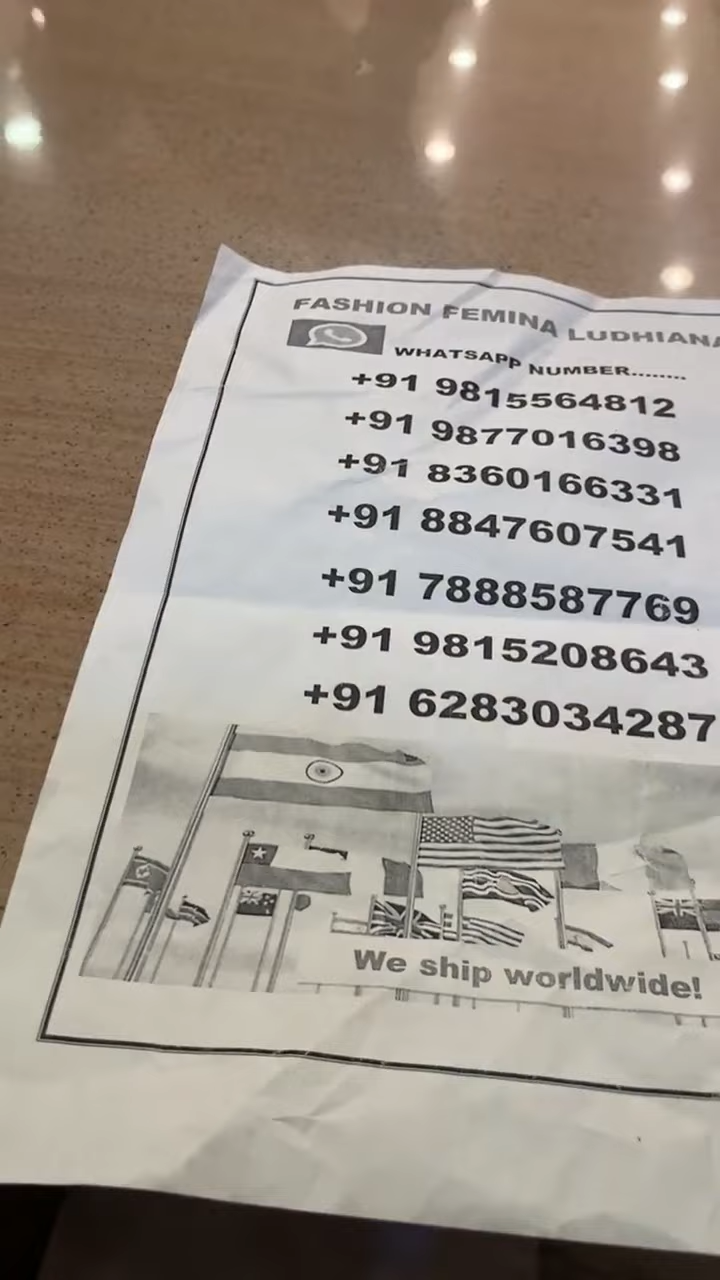 FASHION FEMINA LUDHIANA
WHATSAPP NUMBER........
+91 9815564812
+91 9877016398
+91 8360166331
+91 8847607541
+91 7888587769
+91 9815208643
+91 6283034287
We ship worldwide!